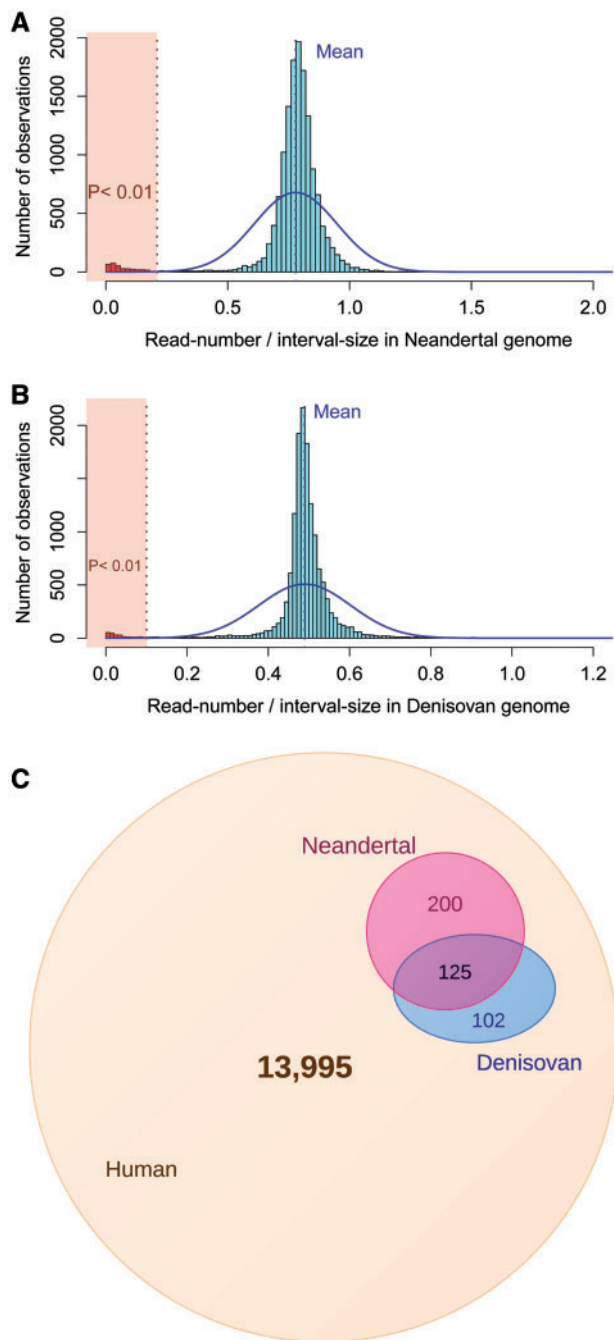 A
Number of observations
2000
1500
1000
500
0
Mean
P< 0.01
0.0 0.5 1.0 1.5 2.0
Read-number / interval-size in Neandertal genome
B
Number of observations
2000
1000
500
0
Mean
P< 0.01
0.0 0.2 0.4 0.6 0.8 1.0 1.2
Read-number / interval-size in Denisovan genome
C
Neandertal
200
125
102
Denisovan
13,995
Human